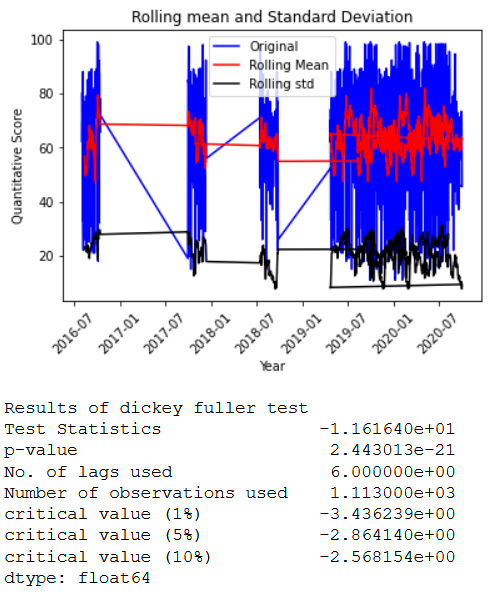 Rolling mean and Standard Deviation
Original
Rolling Mean
Rolling std
Quantitative Score
100
80
60
40
20
2016-07
2017-01
2017-07
2018-01
2018-07
2019-01
2019-07
2020-01
2020-07
Year
Results of dickey fuller test
Test Statistics -1.161640e+01
p-value 2.443013e-21
No. of lags used 6.000000e+00
Number of observations used 1.113000e+03
critical value (1%) -3.436239e+00
critical value (5%) -2.864140e+00
critical value (10%) -2.568154e+00
dtype: float64